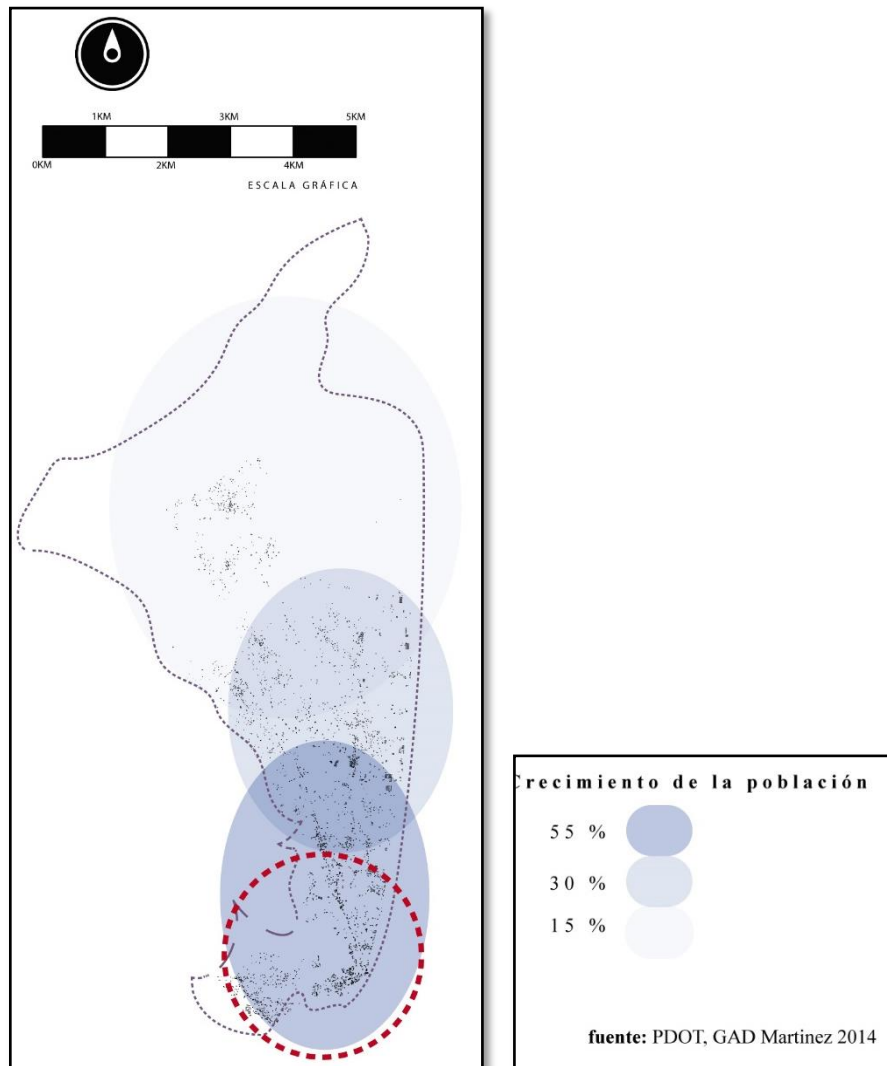 1KM 3KM 5KM
0KM 2KM 4KM
ESCALA GRÁFICA
Crecimiento de la población
55 %
30 %
15 %
fuente: PDOT, GAD Martinez 2014